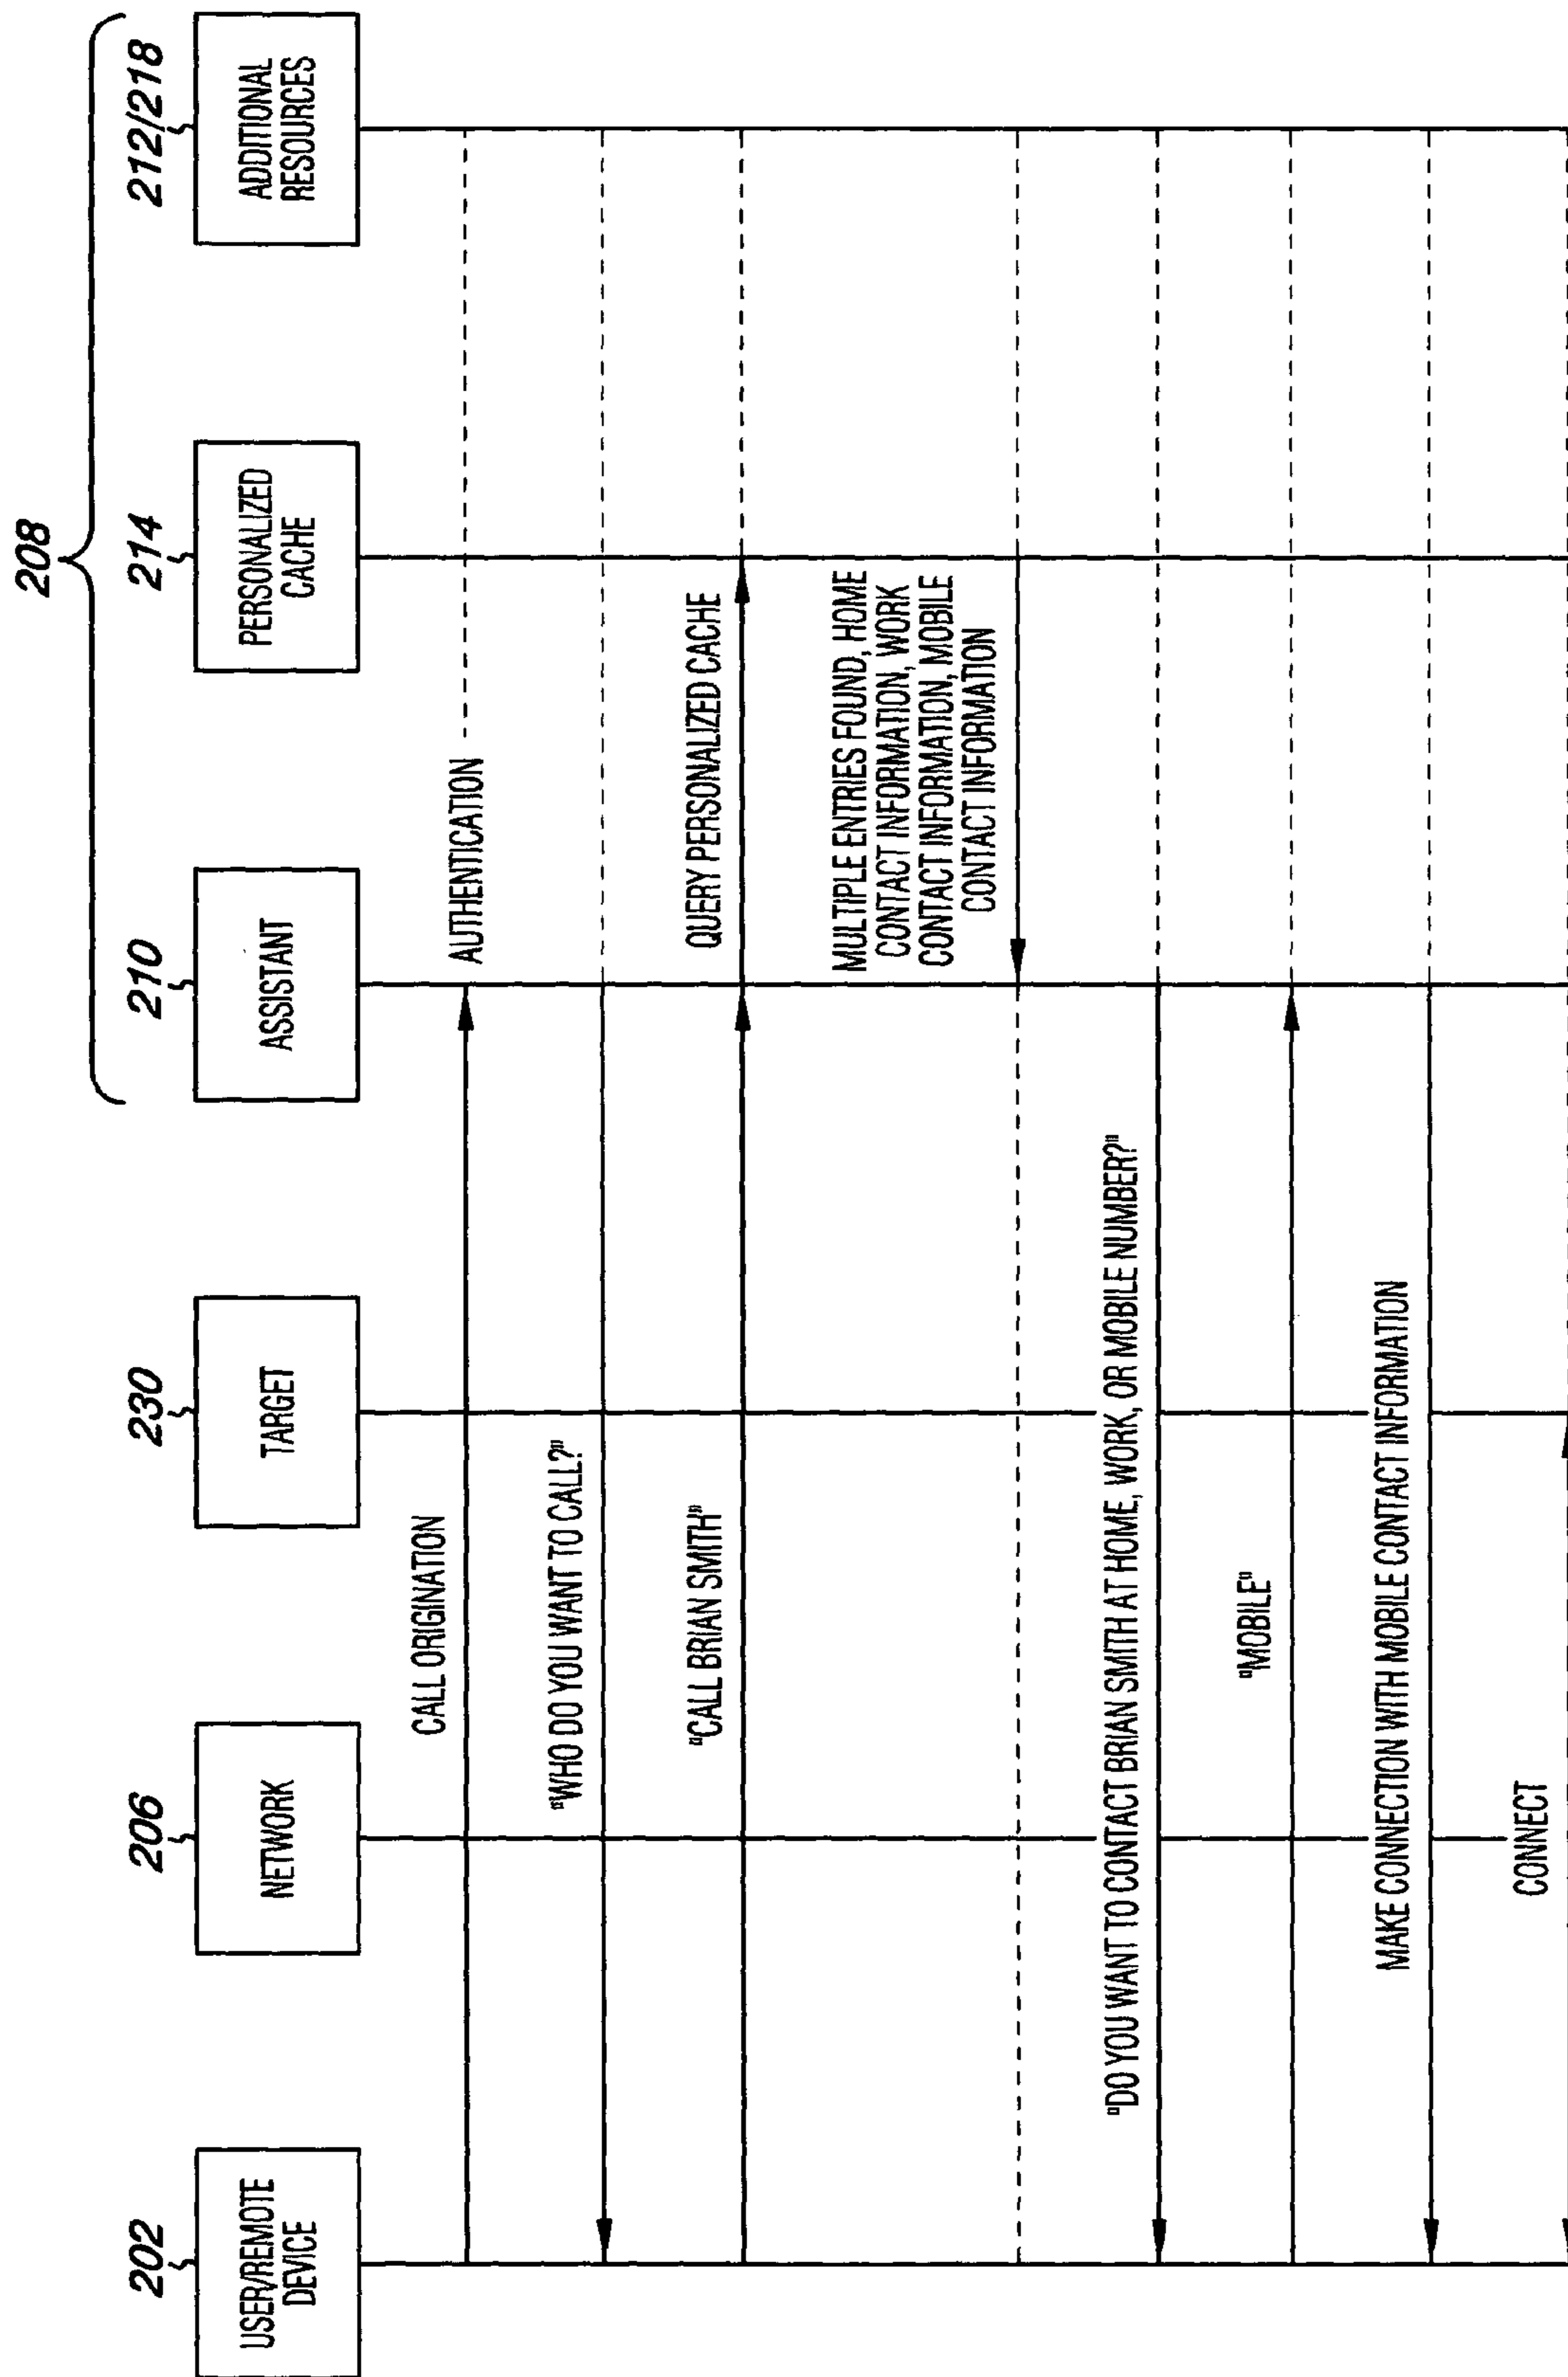 208
202
206
230
210
214
212/218
USER/REMOTE
DEVICE
NETWORK
TARGET
ASSISTANT
PERSONALIZED
CACHE
ADDITIONAL
RESOURCES
CALL ORIGINATION
AUTHENTICATION
"WHO DO YOU WANT TO CALL?"
"CALL BRIAN SMITH"
QUERY PERSONALIZED CACHE
MULTIPLE ENTRIES FOUND, HOME
CONTACT INFORMATION, WORK
CONTACT INFORMATION, MOBILE
CONTACT INFORMATION
"DO YOU WANT TO CONTACT BRIAN SMITH AT HOME, WORK, OR MOBILE NUMBER?"
"MOBILE"
MAKE CONNECTION WITH MOBILE CONTACT INFORMATION
CONNECT